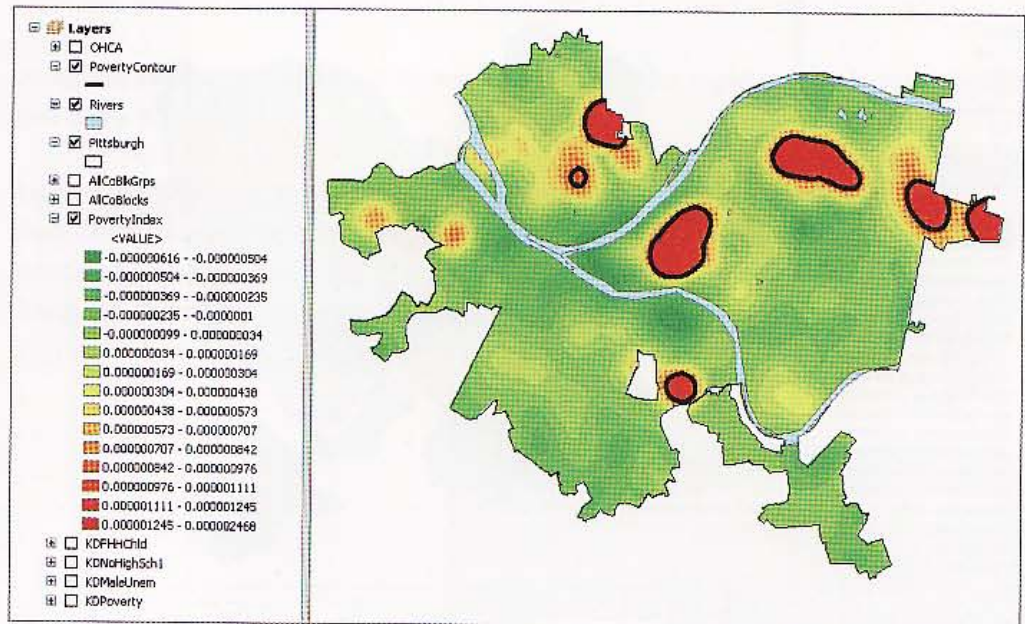 Layers
OHCA
PovertyContour
Rivers
Pittsburgh
AllCoBlkGrps
AllCoBlocks
PovertyIndex
<VALUE>
-0.000000616 - -0.000000504
-0.000000504 - -0.000000369
-0.000000369 - -0.000000235
-0.000000235 - -0.0000001
-0.000000099 - 0.000000034
0.000000034 - 0.000000169
0.000000169 - 0.000000304
0.000000304 - 0.000000438
0.000000438 - 0.000000573
0.000000573 - 0.000000707
0.000000707 - 0.000000842
0.000000842 - 0.000000976
0.000000976 - 0.000001111
0.000001111 - 0.000001245
0.000001245 - 0.000002468
KDFHHChld
KDNoHighSchl
KDMaleUnem
KDPoverty